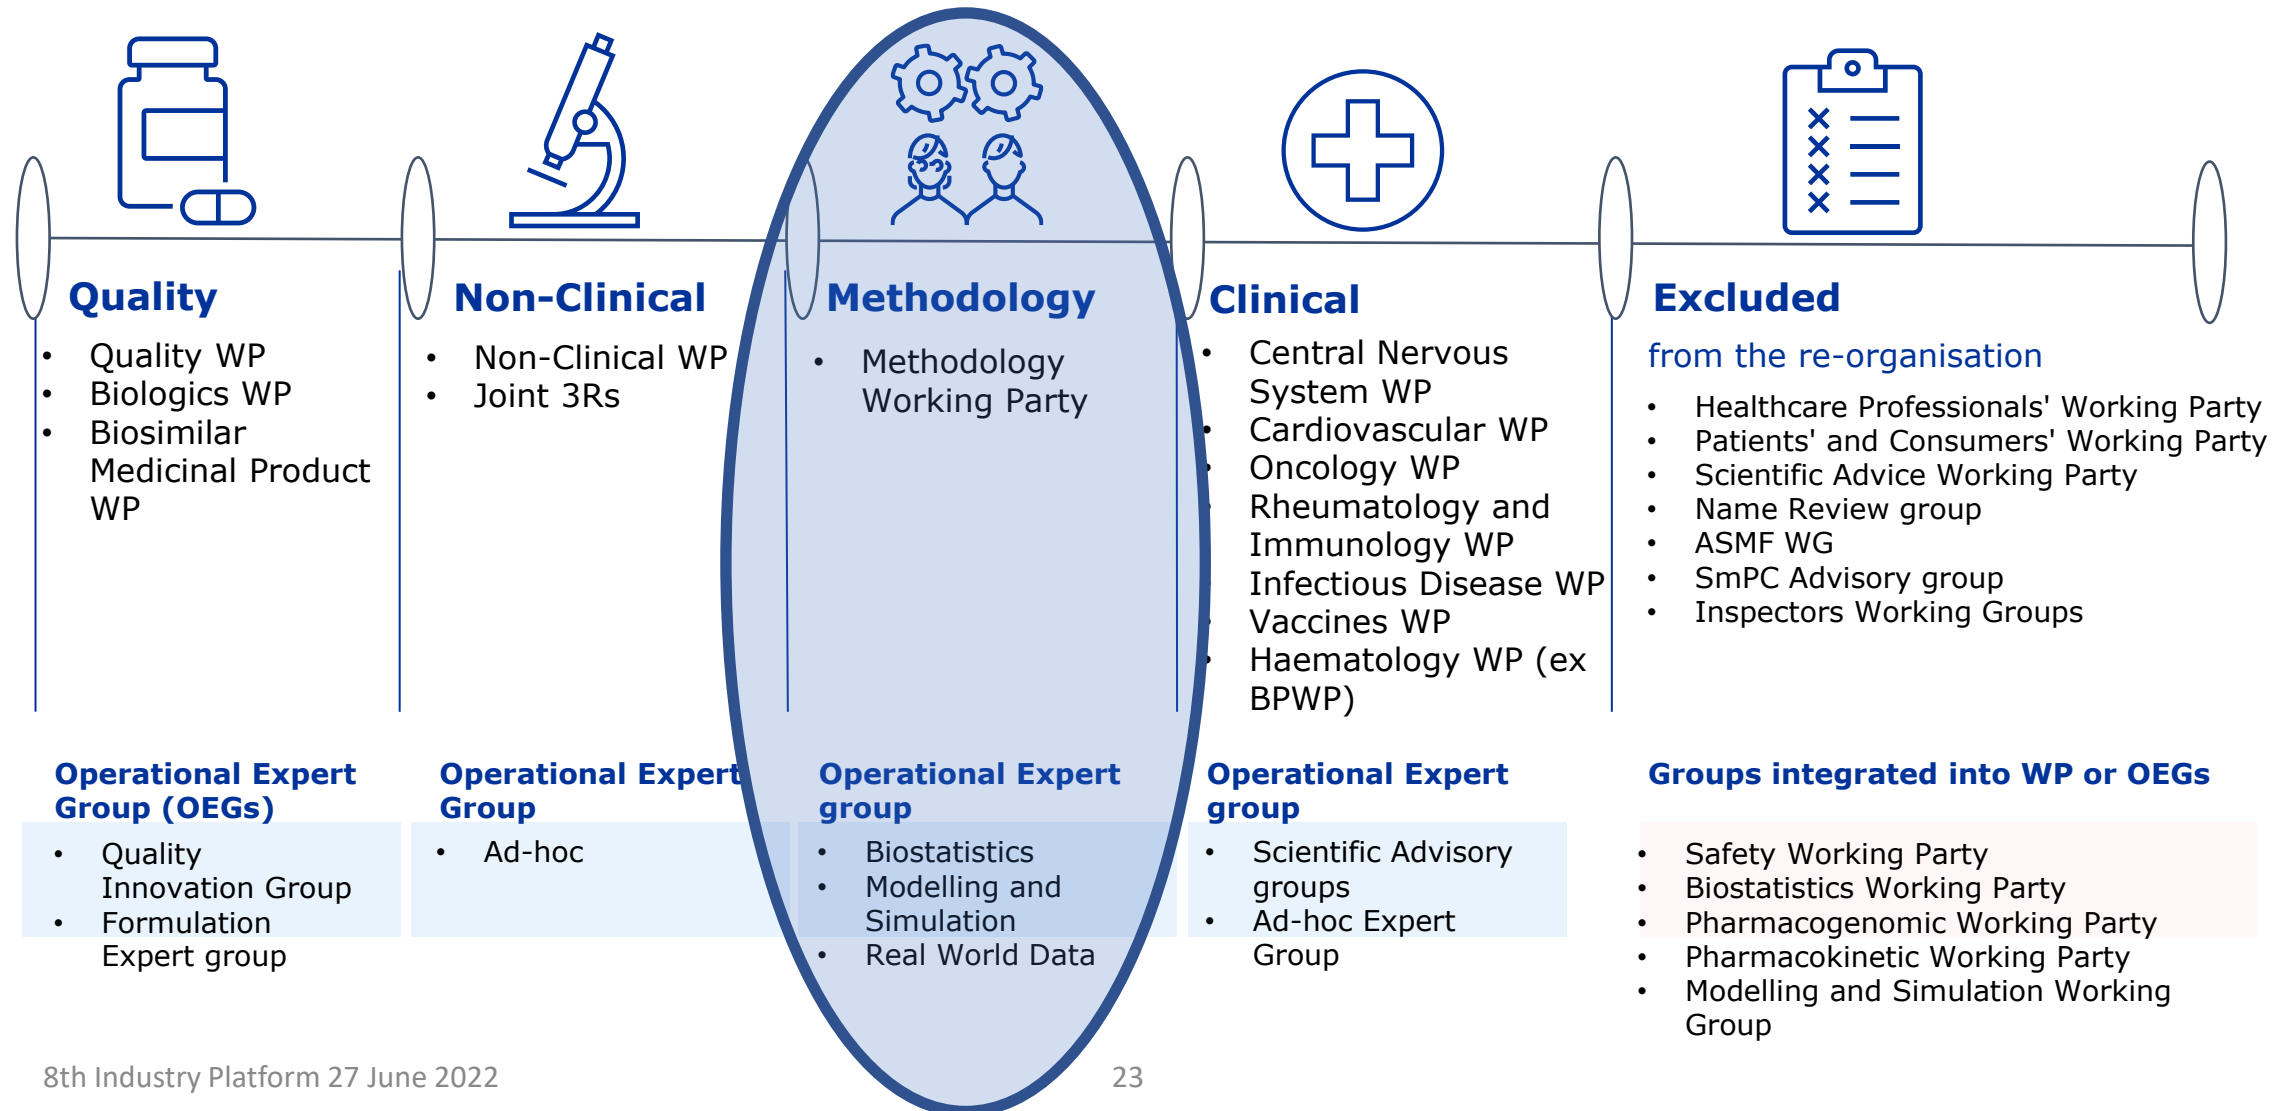 Quality
• Quality WP
• Biologics WP
• Biosimilar
Medicinal Product
WP
Non-Clinical
• Non-Clinical WP
• Joint 3Rs
Methodology
• Methodology
Working Party
Clinical
• Central Nervous
System WP
• Cardiovascular WP
• Oncology WP
• Rheumatology and
Immunology WP
• Infectious Disease WP
• Vaccines WP
• Haematology WP (ex
BPWP)
Excluded
from the re-organisation
• Healthcare Professionals' Working Party
• Patients' and Consumers' Working Party
• Scientific Advice Working Party
• Name Review group
• ASMF WG
• SmPC Advisory group
• Inspectors Working Groups
Operational Expert
Group (OEGs)
• Quality
Innovation Group
• Formulation
Expert group
Operational Expert
Group
• Ad-hoc
Operational Expert
group
• Biostatistics
• Modelling and
Simulation
• Real World Data
Operational Expert
group
• Scientific Advisory
groups
• Ad-hoc Expert
Group
Groups integrated into WP or OEGs
• Safety Working Party
• Biostatistics Working Party
• Pharmacogenomic Working Party
• Pharmacokinetic Working Party
• Modelling and Simulation Working
Group
8th Industry Platform 27 June 2022
23